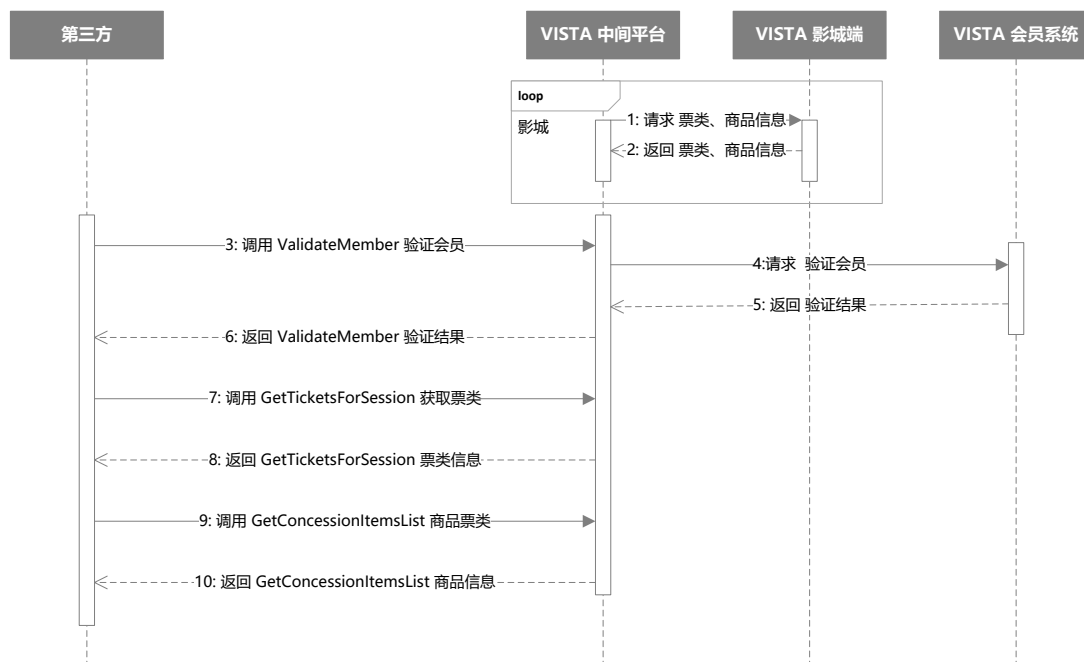 第三方
VISTA 中间平台
VISTA 影城端
VISTA 会员系统
loop
影城
1: 请求 票类、商品信息
2: 返回 票类、商品信息
3: 调用 ValidateMember 验证会员
4:请求 验证会员
5: 返回 验证结果
6: 返回 ValidateMember 验证结果
7: 调用 GetTicketsForSession 获取票类
8: 返回 GetTicketsForSession 票类信息
9: 调用 GetConcessionItemsList 商品票类
10: 返回 GetConcessionItemsList 商品信息